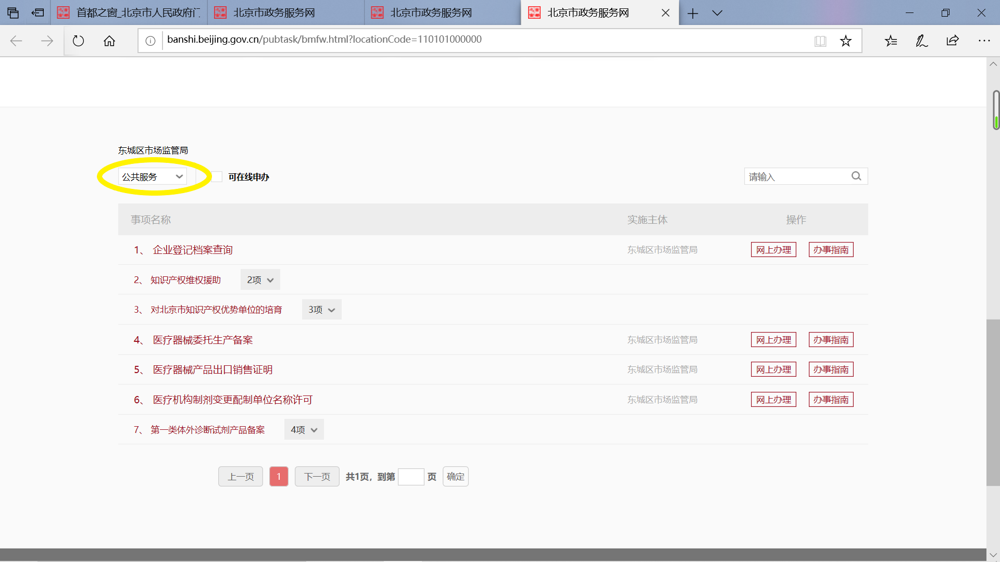 首都之窗_北京市人民政府门
北京市政务服务网
北京市政务服务网
北京市政务服务网
banshi.beijing.gov.cn/pubtask/bmfw.html?locationCode=110101000000
东城区市场监管局
公共服务
可在线申办
请输入
事项名称 实施主体 操作
1、 企业登记档案查询 东城区市场监管局 网上办理 办事指南
2、 知识产权维权援助 2项
3、 对北京市知识产权优势单位的培育 3项
4、 医疗器械委托生产备案 东城区市场监管局 网上办理 办事指南
5、 医疗器械产品出口销售证明 东城区市场监管局 网上办理 办事指南
6、 医疗机构制剂变更配制单位名称许可 东城区市场监管局 网上办理 办事指南
7、 第一类体外诊断试剂产品备案 4项
上一页 1 下一页 共1页，到第 页 确定